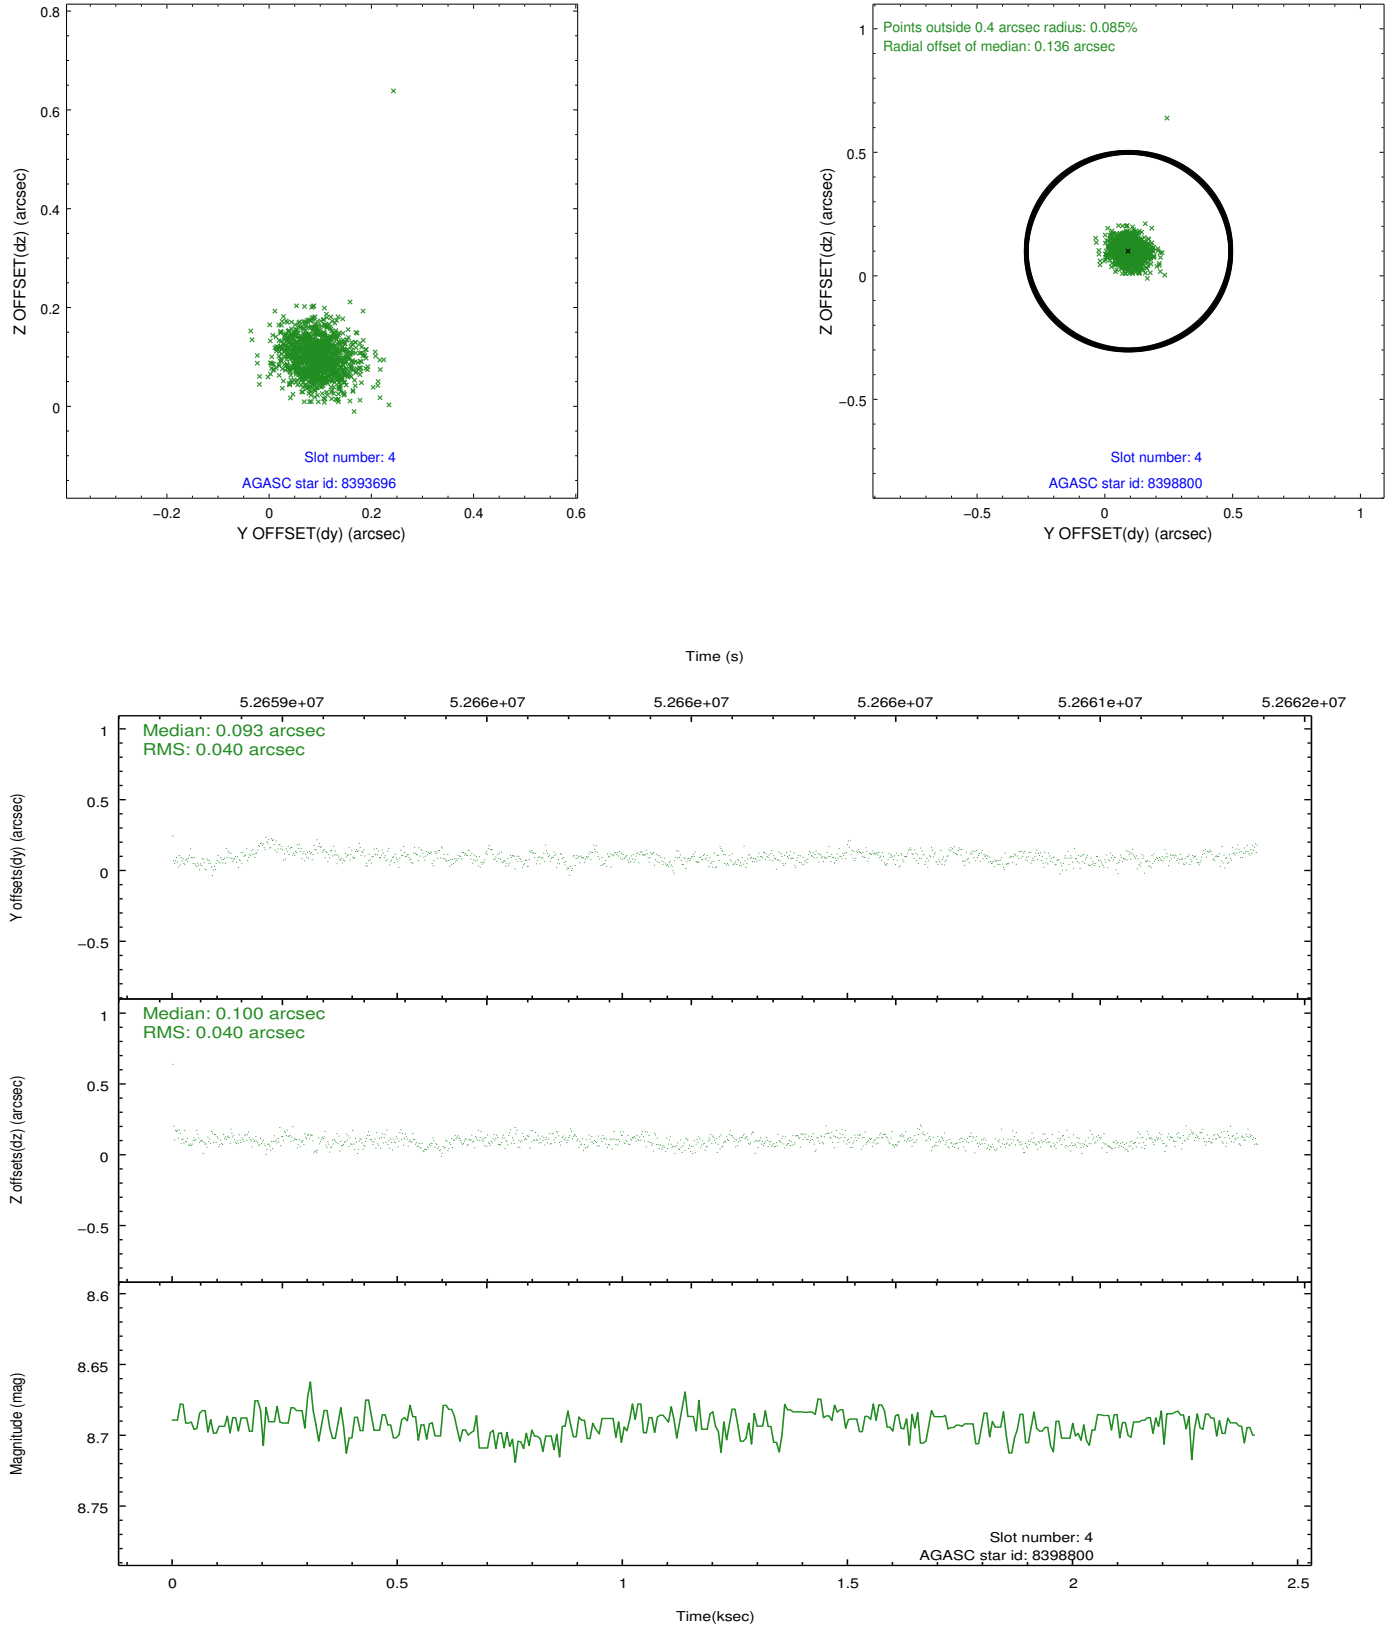 0.8
0.6
0.4
0.2
0
Z OFFSET(dz) (arcsec)
Slot number: 4
AGASC star id: 8393696
−0.2 0 0.2 0.4 0.6
Y OFFSET(dy) (arcsec)
Points outside 0.4 arcsec radius: 0.085%
Radial offset of median: 0.136 arcsec
1
0.5
0
−0.5
Z OFFSET(dz) (arcsec)
Slot number: 4
AGASC star id: 8398800
−0.5 0 0.5 1
Y OFFSET(dy) (arcsec)
Time (s)
5.2659e+07 5.266e+07 5.266e+07 5.266e+07 5.2661e+07 5.2662e+07
Median: 0.093 arcsec
RMS: 0.040 arcsec
1
0.5
0
−0.5
Y offsets(dy) (arcsec)
Median: 0.100 arcsec
RMS: 0.040 arcsec
1
0.5
0
−0.5
Z offsets(dz) (arcsec)
8.6
8.65
8.7
8.75
Magnitude (mag)
Slot number: 4
AGASC star id: 8398800
0 0.5 1 1.5 2 2.5
Time(ksec)